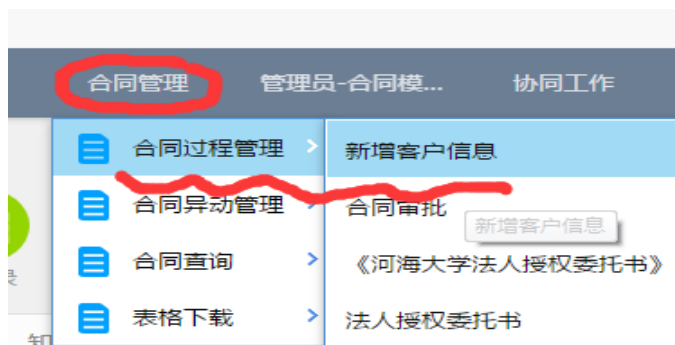 合同管理 管理员-合同模... 协同工作
合同过程管理 新增客户信息
合同异动管理 合同审批
新增客户信息
合同查询 《河海大学法人授权委托书》
表格下载 法人授权委托书